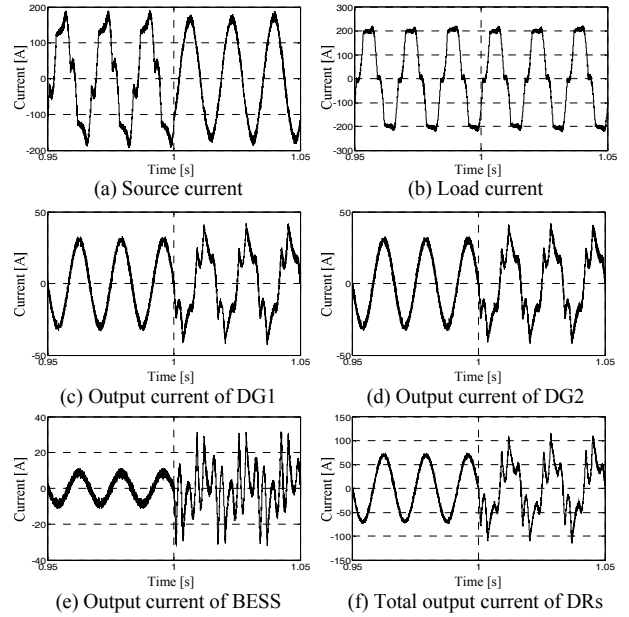 200
100
0
-100
-200
Current [A]
0.95
1
1.05
Time [s]
(a) Source current
300
200
100
0
-100
-200
-300
Current [A]
0.95
1
1.05
Time [s]
(b) Load current
50
0
-50
Current [A]
0.95
1
1.05
Time [s]
(c) Output current of DG1
50
0
-50
Current [A]
0.95
1
1.05
Time [s]
(d) Output current of DG2
40
20
0
-20
40
Current [A]
0.95
1
1.05
Time [s]
(e) Output current of BESS
150
100
50
0
-50
-100
-150
Current [A]
0.95
1
1.05
Time [s]
(f) Total output current of DRs